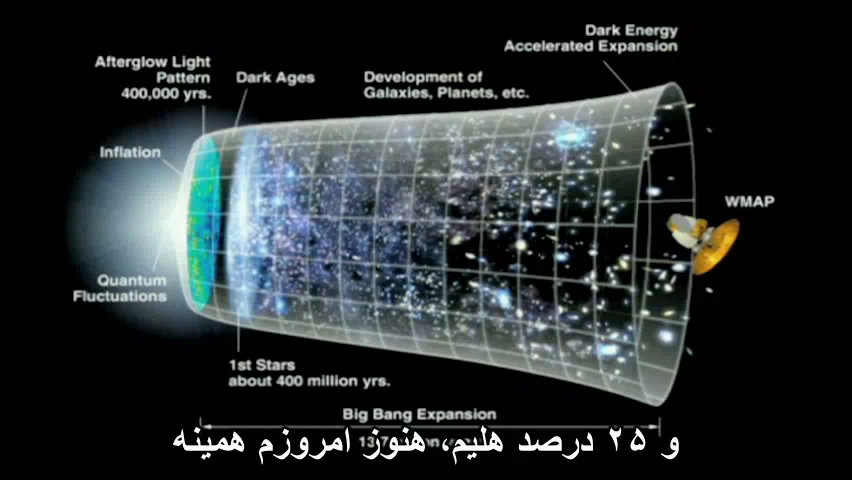 Dark Energy
Accelerated Expansion
Afterglow Light
Pattern
400,000 yrs.
Dark Ages
Development of
Galaxies, Planets, etc.
Inflation
WMAP
Quantum
Fluctuations
1st Stars
about 400 million yrs.
Big Bang Expansion
و ۲۵ درصد هلیم، هنوز امروزم همینه